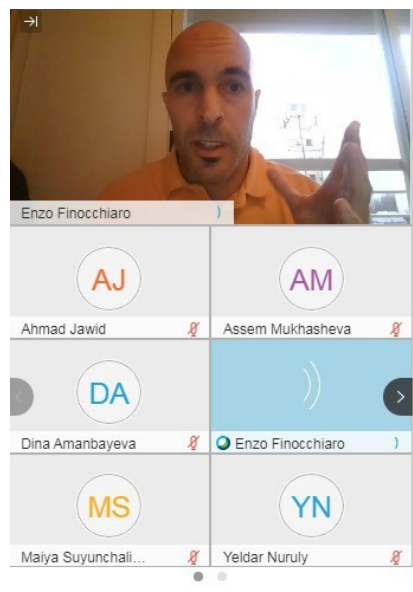 Enzo Finocchiaro
AJ
AM
Ahmad Jawid
Assem Mukhasheva
DA
Dina Amanbayeva
Enzo Finocchiaro
MS
YN
Maiya Suyunchali...
Yeldar Nuruly